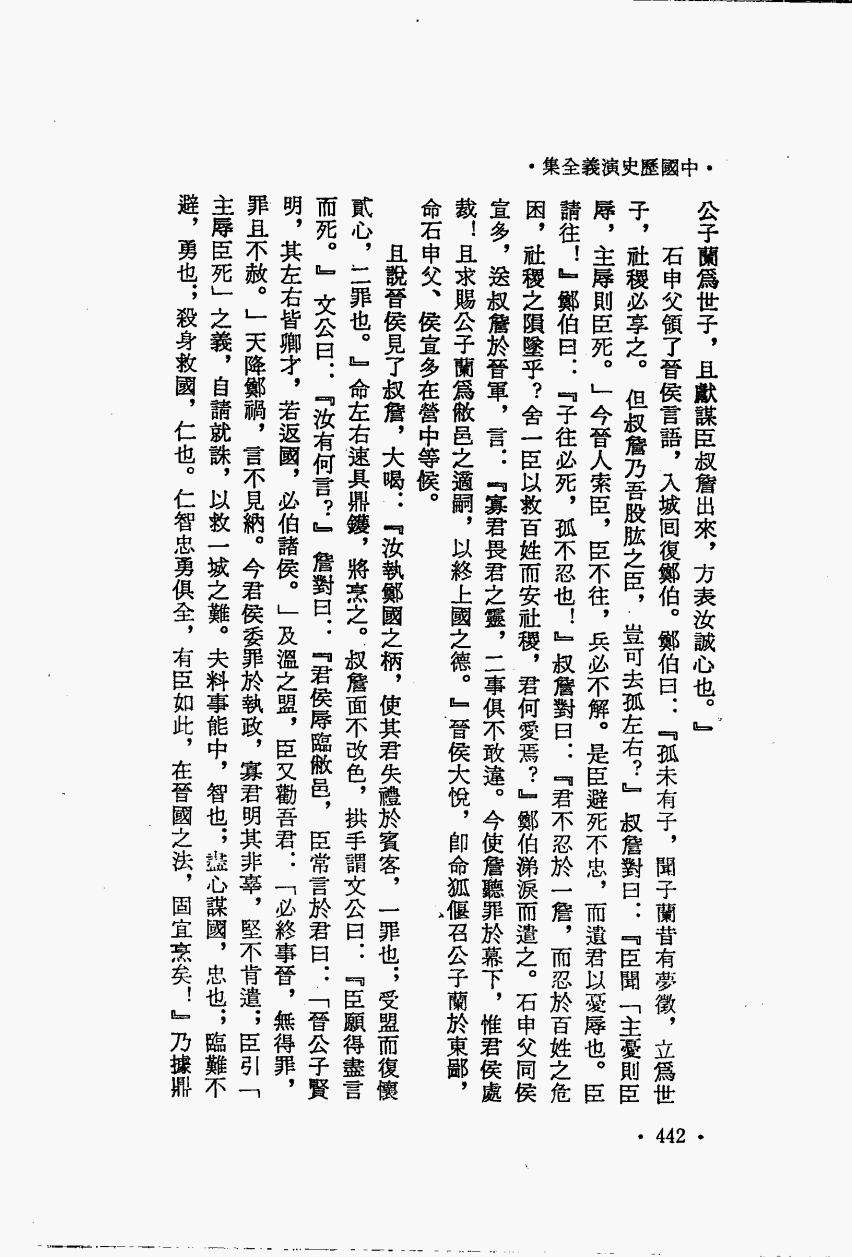 ·中國歷史演義全集·
公子蘭爲世子，且獻謀臣叔詹出來，方表汝誠心也。』
石申父領了晉侯言語，入城回復鄭伯。鄭伯曰：『孤未有子，聞子蘭昔有夢徵，立爲世
子，社稷必享之。但叔詹乃吾股肱之臣，豈可去孤左右？』叔詹對曰：『臣聞「主憂則臣
辱，主辱則臣死。」今晉人索臣，臣不往，兵必不解。是臣避死不忠，而遺君以憂辱也。臣
請往！』鄭伯曰：『子往必死，孤不忍也！』叔詹對曰：『君不忍於一詹，而忍於百姓之危
困，社稷之隕墜乎？舍一臣以救百姓而安社稷，君何愛焉？』鄭伯涕淚而遣之。石申父同侯
宣多，送叔詹於晉軍，言：『寡君畏君之靈，二事俱不敢違。今使詹聽罪於幕下，惟君侯處
裁！且求賜公子蘭爲敝邑之適嗣，以終上國之德。』晉侯大悅，卽命狐偃召公子蘭於東鄙，
命石申父、侯宣多在營中等候。
且說晉侯見了叔詹，大喝：『汝執鄭國之柄，使其君失禮於賓客，一罪也；受盟而復懷
貳心，二罪也。』命左右速具鼎鑊，將烹之。叔詹面不改色，拱手謂文公曰：『臣願得盡言
而死。』文公曰：『汝有何言？』詹對曰：『君侯辱臨敝邑，臣常言於君曰：「晉公子賢
明，其左右皆卿才，若返國，必伯諸侯。」及溫之盟，臣又勸吾君：「必終事晉，無得罪，
罪且不赦。」天降鄭禍，言不見納。今君侯委罪於執政，寡君明其非辜，堅不肯遣；臣引「
主辱臣死」之義，自請就誅，以救一城之難。夫料事能中，智也；盡心謀國，忠也；臨難不
避，勇也；殺身救國，仁也。仁智忠勇俱全，有臣如此，在晉國之法，固宜烹矣！』乃據鼎
·442·